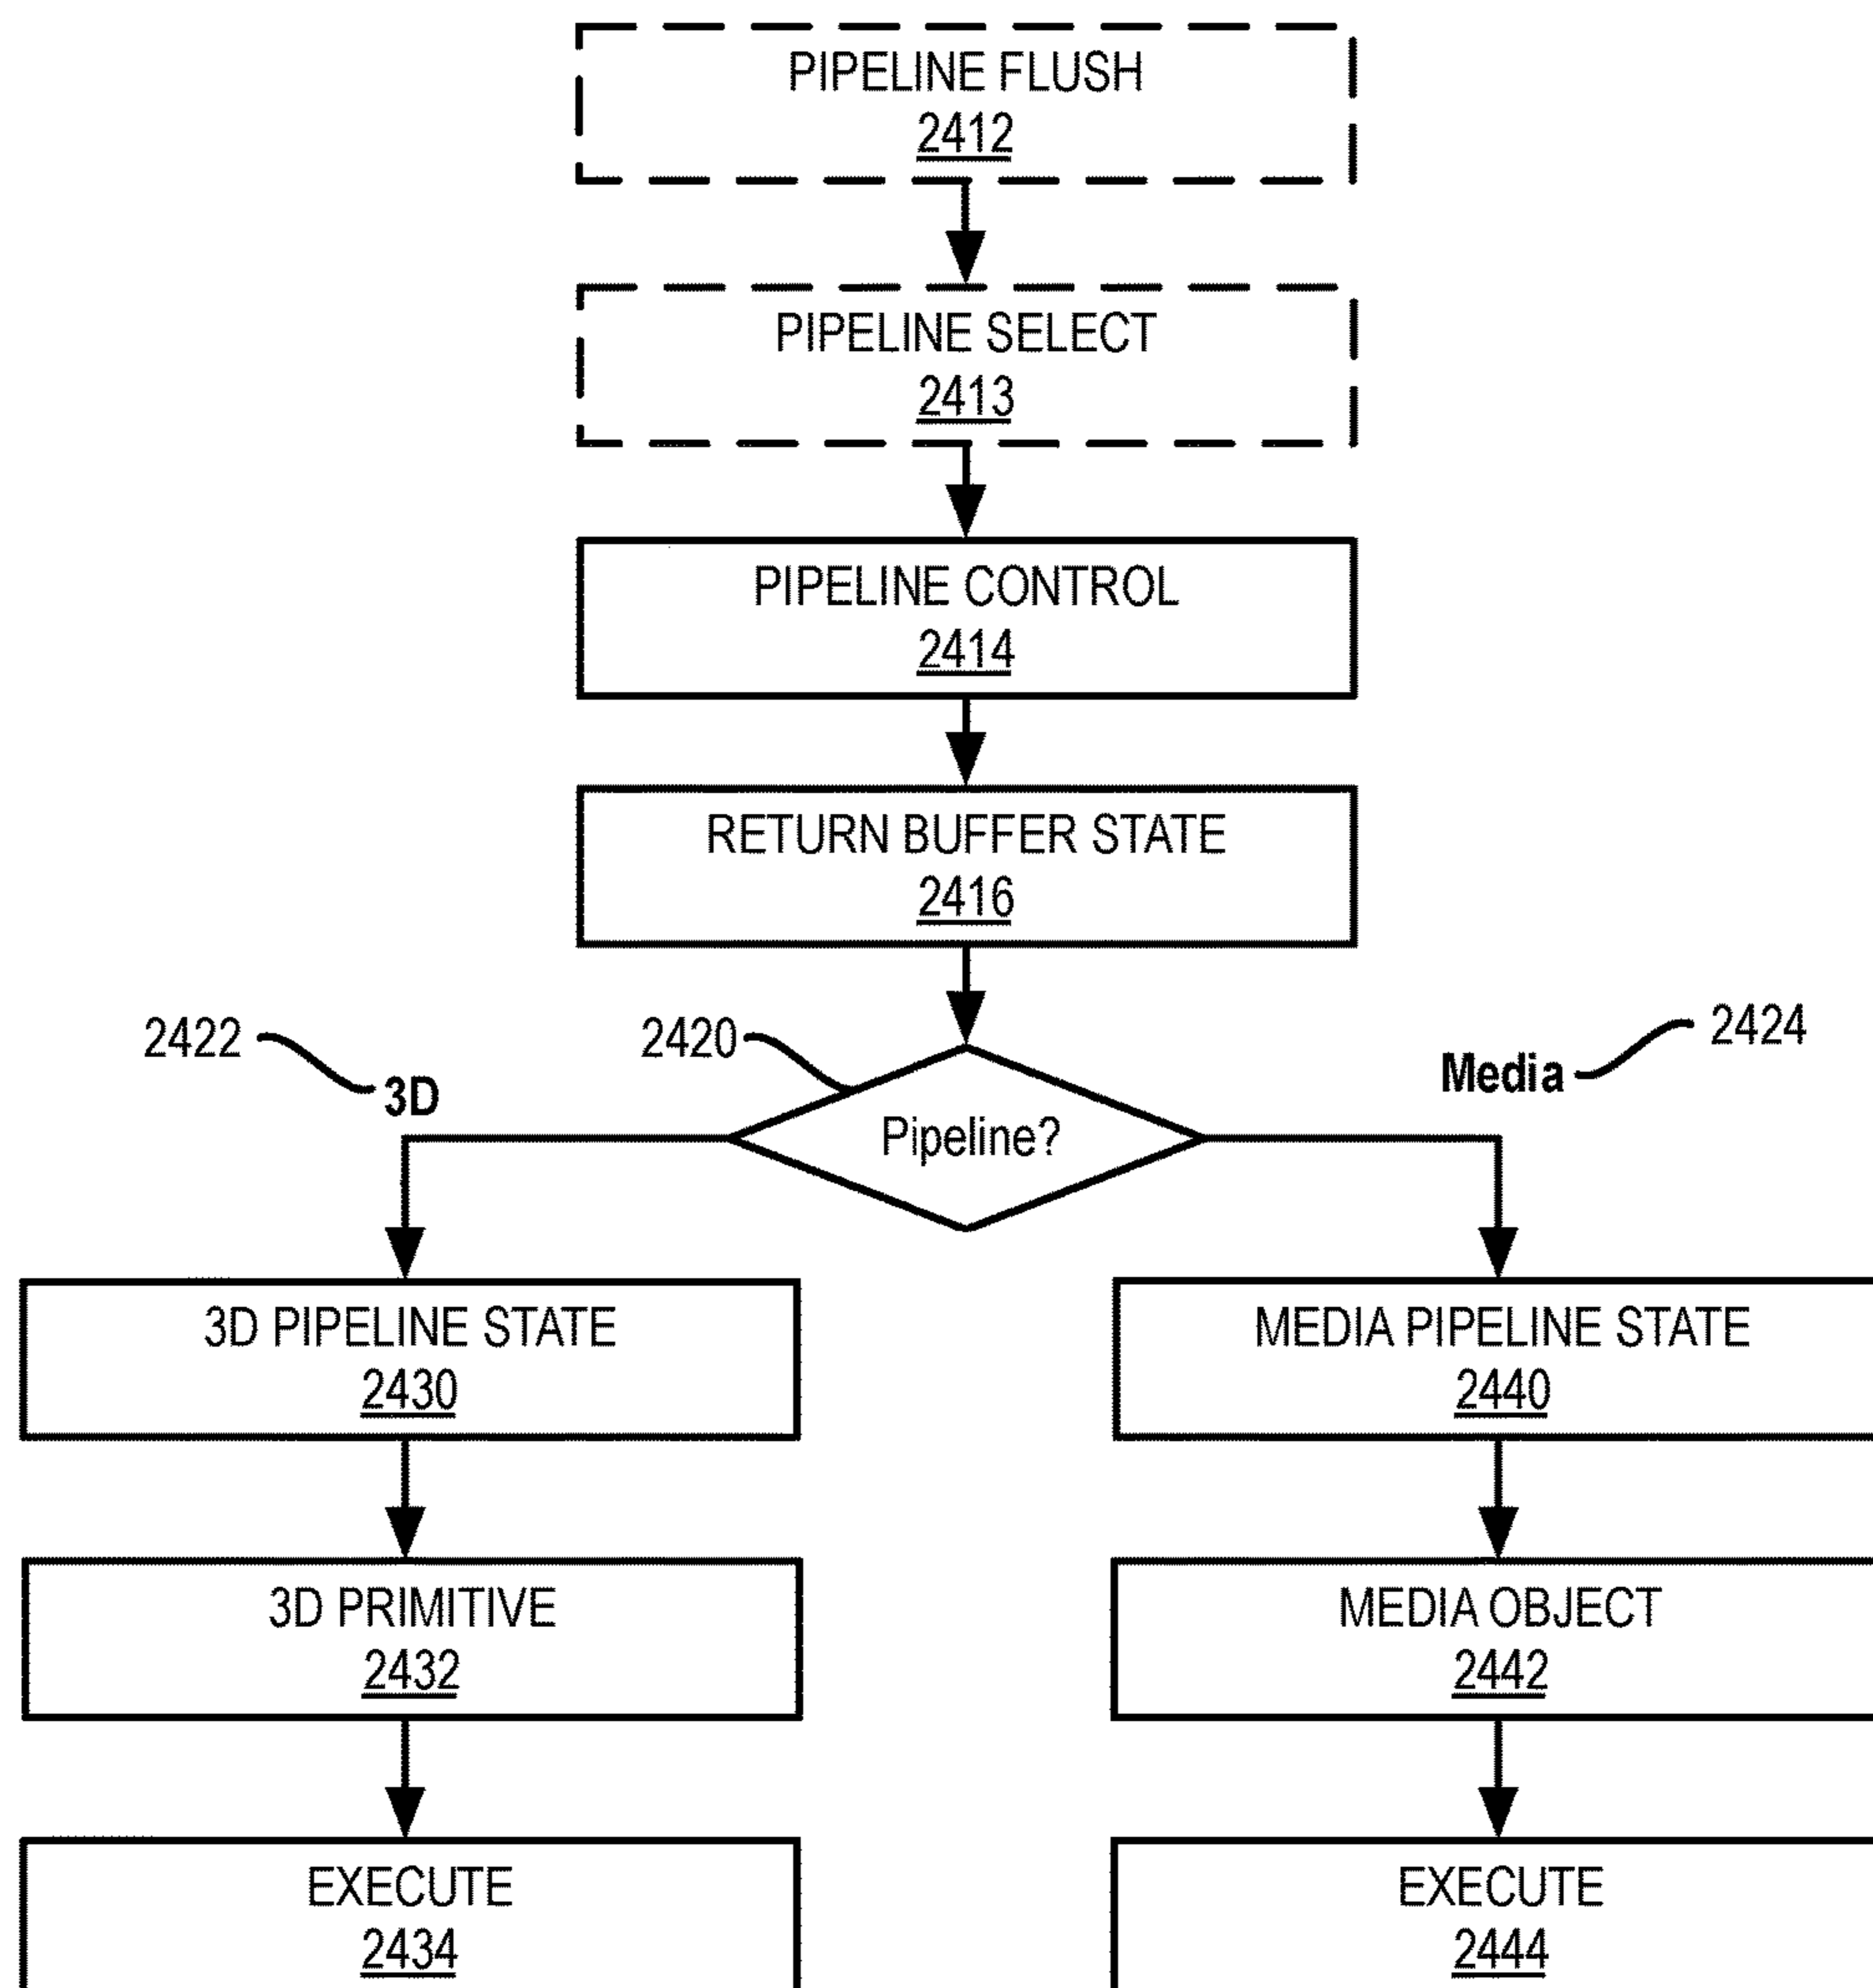 PIPELINE FLUSH
2412
PIPELINE SELECT
2413
PIPELINE CONTROL
2414
RETURN BUFFER STATE
2416
2422
2420
2424
3D
Media
Pipeline?
3D PIPELINE STATE
2430
MEDIA PIPELINE STATE
2440
3D PRIMITIVE
2432
MEDIA OBJECT
2442
EXECUTE
2434
EXECUTE
2444